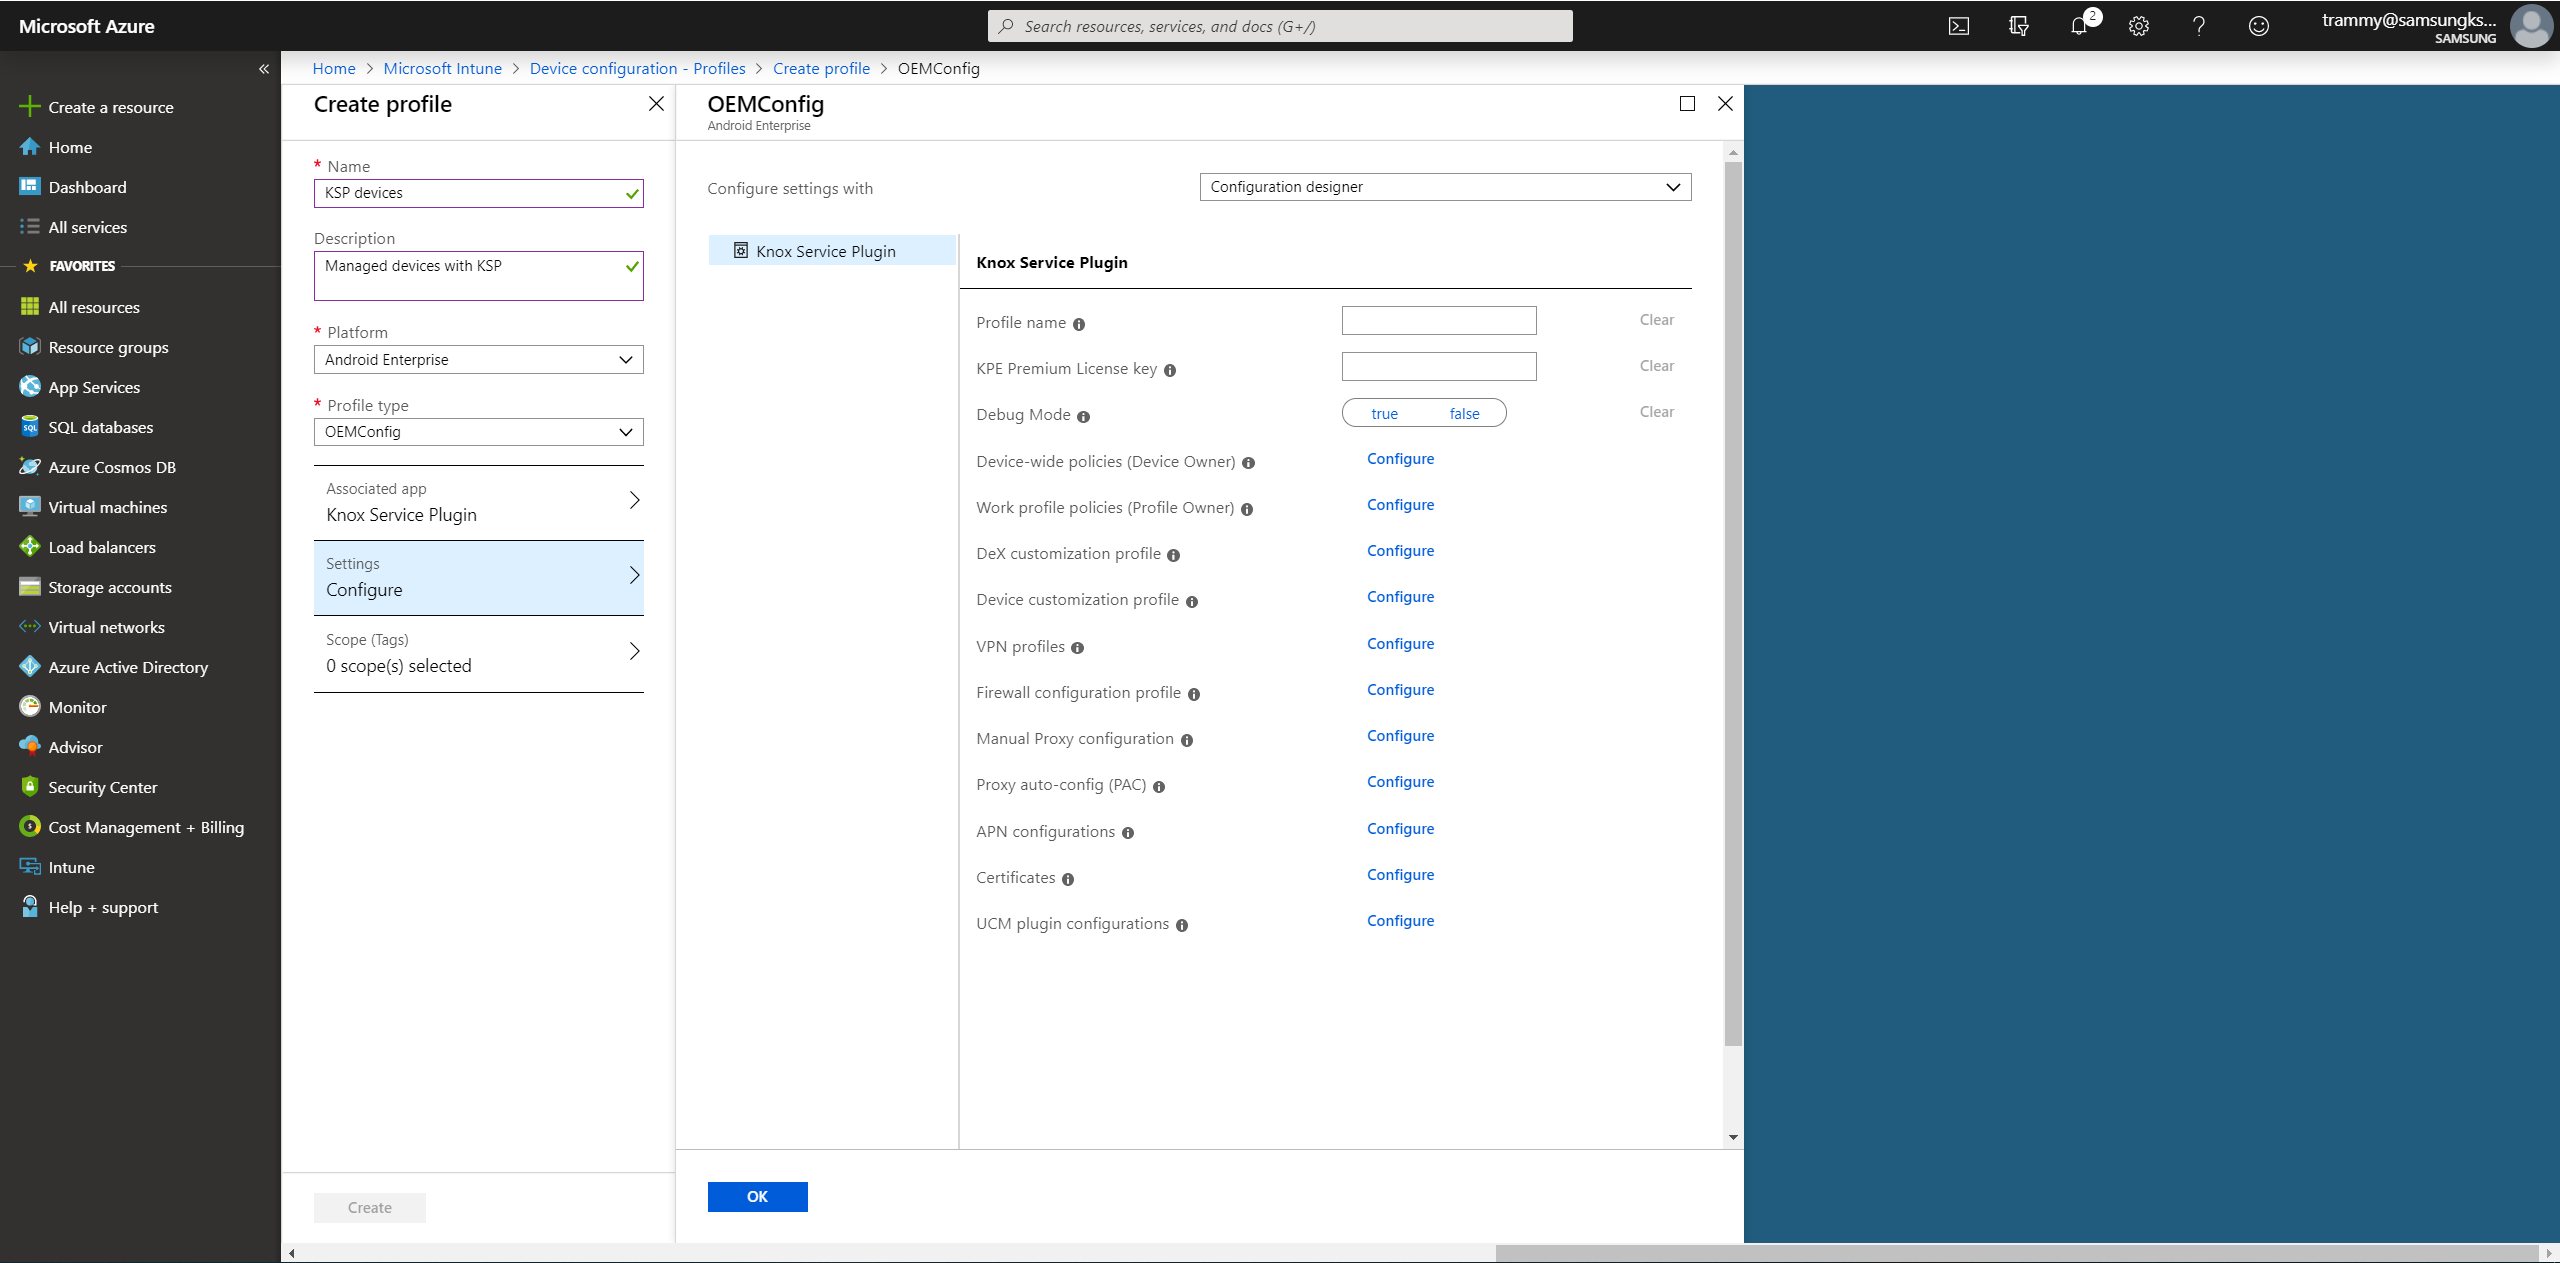 Microsoft Azure
Search resources, services, and docs (G+/)
2
trammy@samsungks...
SAMSUNG
Home > Microsoft Intune > Device configuration - Profiles > Create profile > OEMConfig
Create a resource
Home
Dashboard
All services
FAVORITES
All resources
Resource groups
App Services
SQL databases
Azure Cosmos DB
Virtual machines
Load balancers
Storage accounts
Virtual networks
Azure Active Directory
Monitor
Advisor
Security Center
Cost Management + Billing
Intune
Help + support
Create profile
* Name
KSP devices
Description
Managed devices with KSP
* Platform
Android Enterprise
* Profile type
OEMConfig
Associated app
Knox Service Plugin
Settings
Configure
Scope (Tags)
0 scope(s) selected
Create
OEMConfig
Android Enterprise
Configure settings with
Configuration designer
Knox Service Plugin
Knox Service Plugin
Profile name Clear
KPE Premium License key Clear
Debug Mode true false Clear
Device-wide policies (Device Owner) Configure
Work profile policies (Profile Owner) Configure
DeX customization profile Configure
Device customization profile Configure
VPN profiles Configure
Firewall configuration profile Configure
Manual Proxy configuration Configure
Proxy auto-config (PAC) Configure
APN configurations Configure
Certificates Configure
UCM plugin configurations Configure
OK